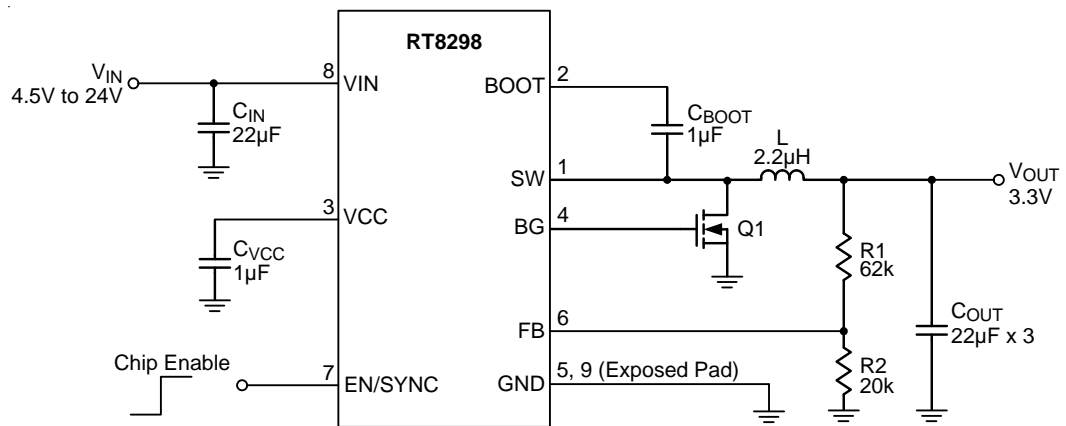 RT8298
VIN
4.5V to 24V
8
VIN
CIN
22µF
BOOT
2
CBOOT
1µF
L
2.2µH
SW
1
VOUT
3.3V
3
VCC
CVCC
1µF
BG
4
Q1
R1
62k
FB
6
COUT
22µF x 3
Chip Enable
7
EN/SYNC
GND
5, 9 (Exposed Pad)
R2
20k